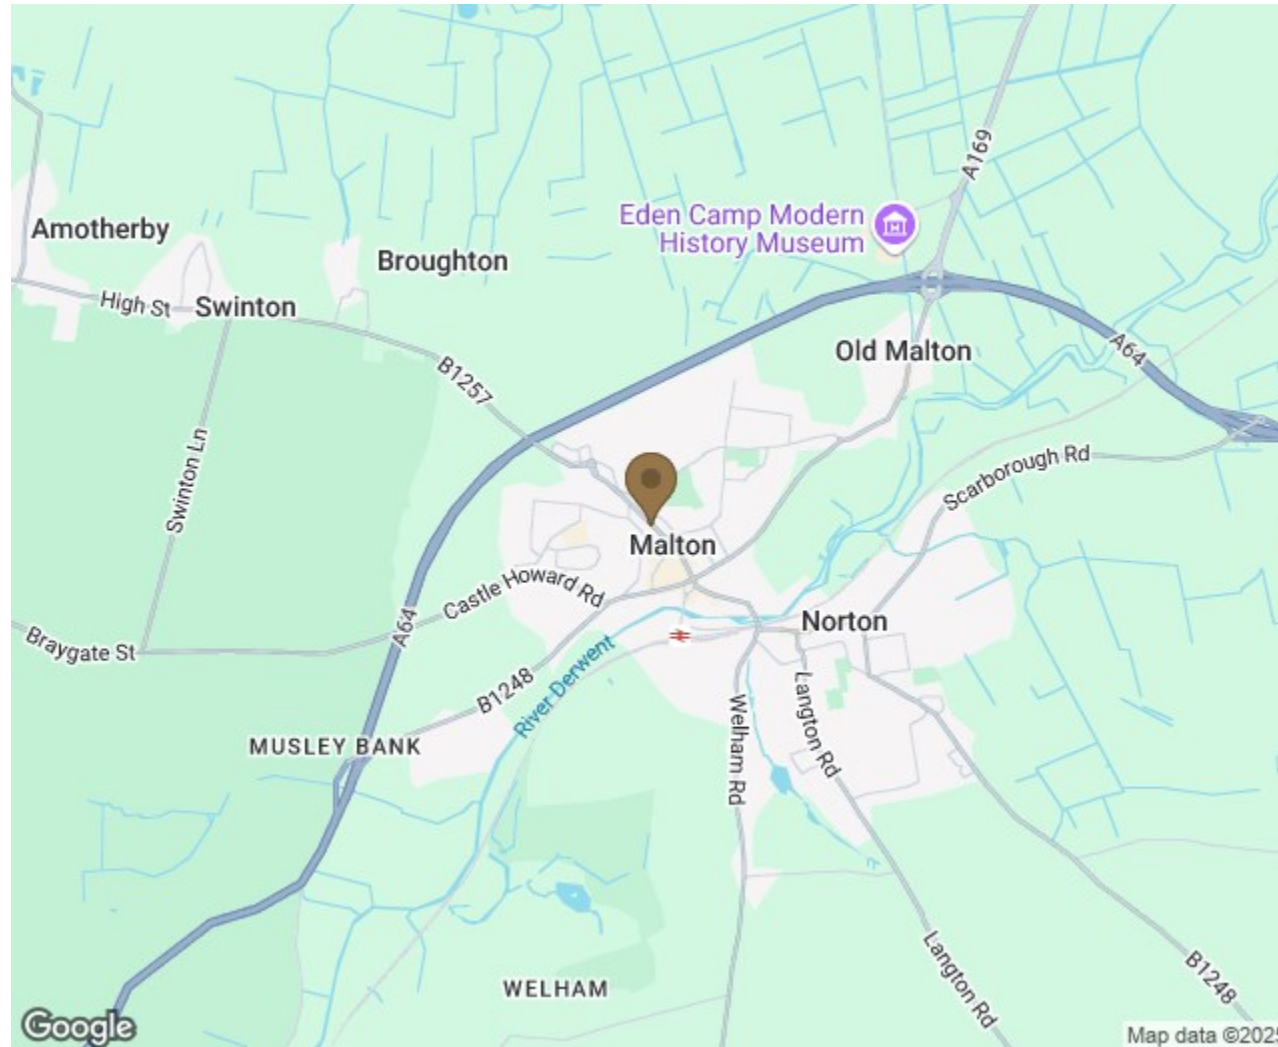 A169
Eden Camp Modern
History Museum
Amotherby
Broughton
High St
Swinton
Old Malton
A64
B1257
Swinton Ln
Scarborough Rd
Malton
Castle Howard Rd
A64
Norton
Braygate St
River Derwent
B1248
Langton Rd
Welham Rd
MUSLEY BANK
Langton Rd
B1248
WELHAM
Google
Map data ©2025